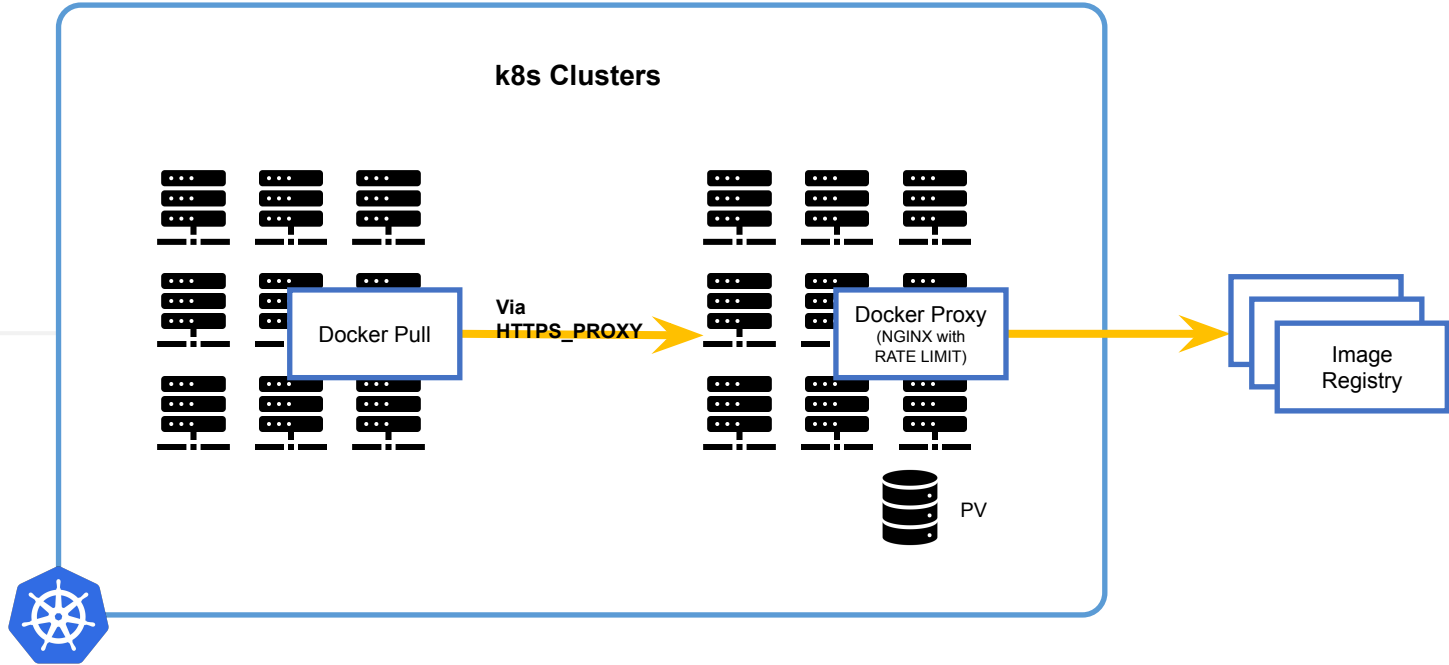 k8s Clusters
Docker Pull
Via
HTTPS_PROXY
Docker Proxy
(NGINX with
RATE LIMIT)
Image
Registry
PV